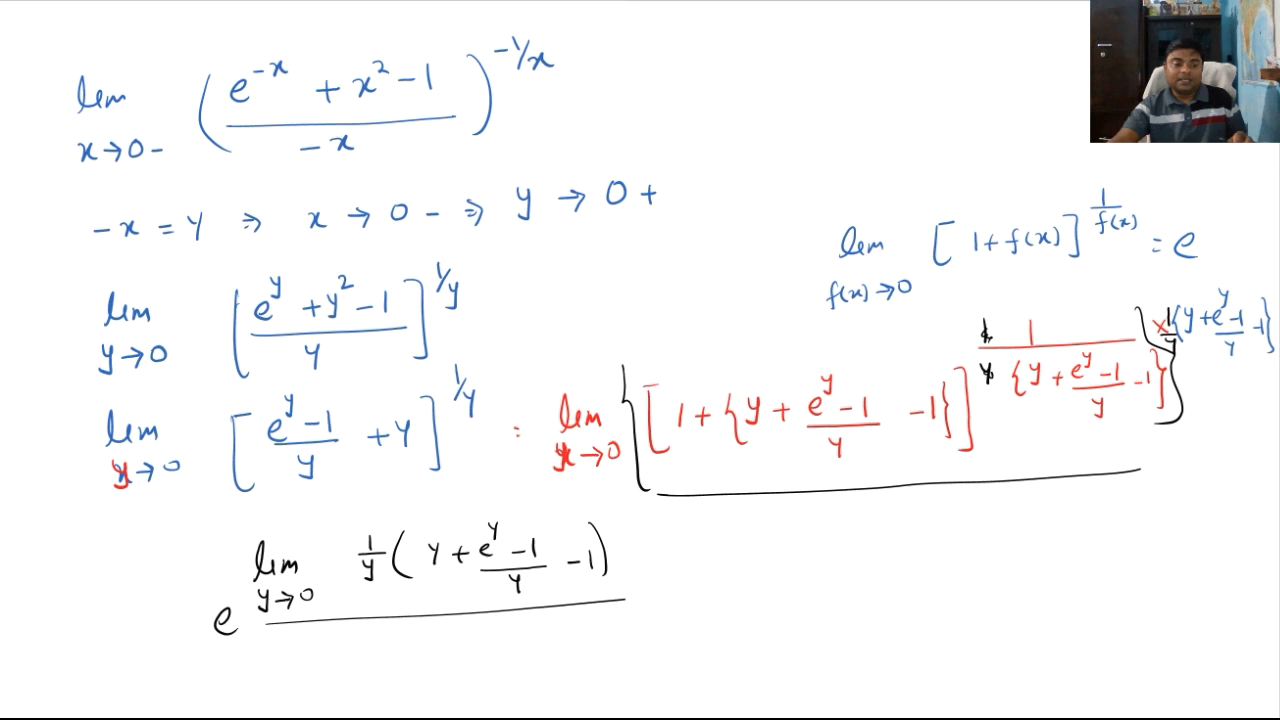 lim x→0- ( (e^{-x} + x² - 1) / (-x) )^{-1/x}
-x = y ⇒ x → 0 - ⇒ y → 0 +
lim f(x)→0 [ 1 + f(x) ]^{1/f(x)} = e
lim y→0 [ (e^y + y² - 1) / y ]^{1/y}
lim y→0 [ (e^y - 1)/y + y ]^{1/y} = lim y→0 { [ 1 + { y + (e^y - 1)/y - 1 } ]^{1 / { y + (e^y - 1)/y - 1 }} }^{× 1/y { y + (e^y - 1)/y - 1 }}
e^{lim y→0 1/y ( y + (e^y - 1)/y - 1 )}